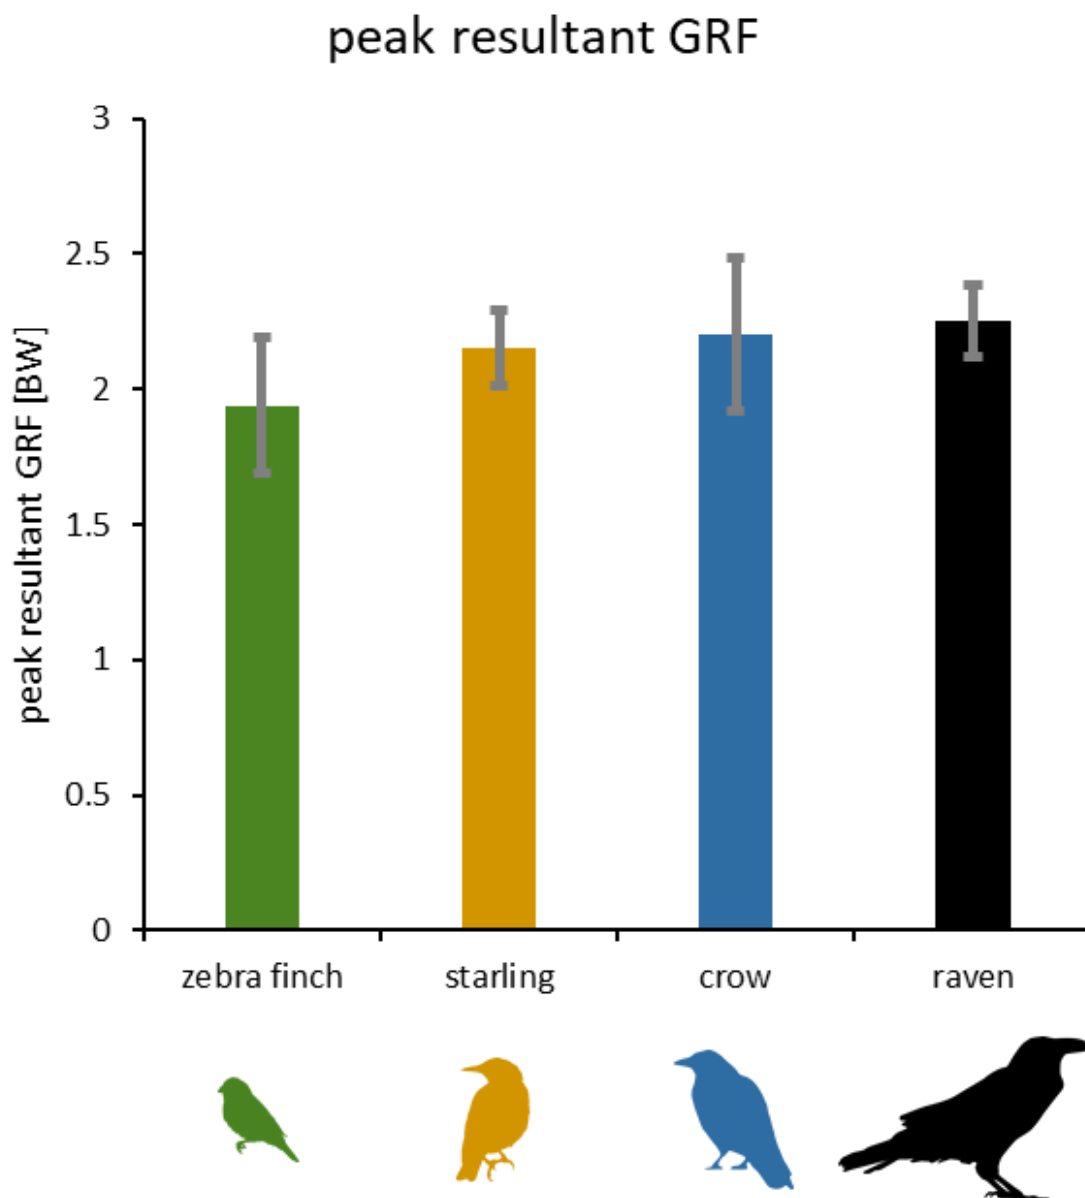 peak resultant GRF
peak resultant GRF [BW]
3
2.5
2
1.5
1
0.5
0
zebra finch
starling
crow
raven